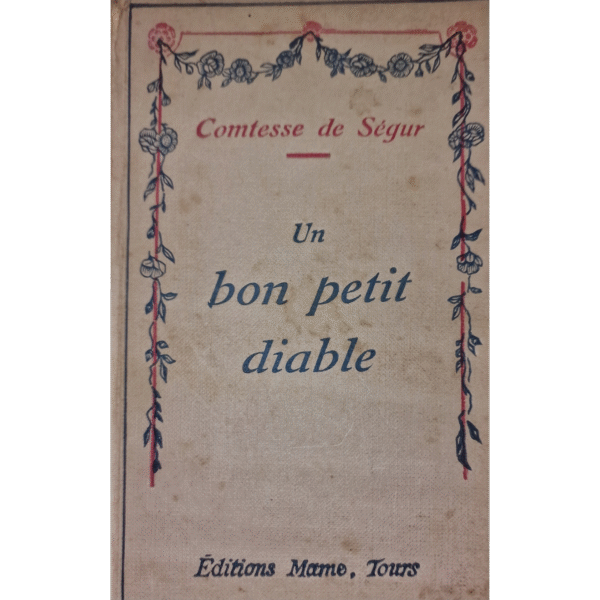 Comtesse de Ségur
Un
bon petit
diable
Éditions Mame, Tours